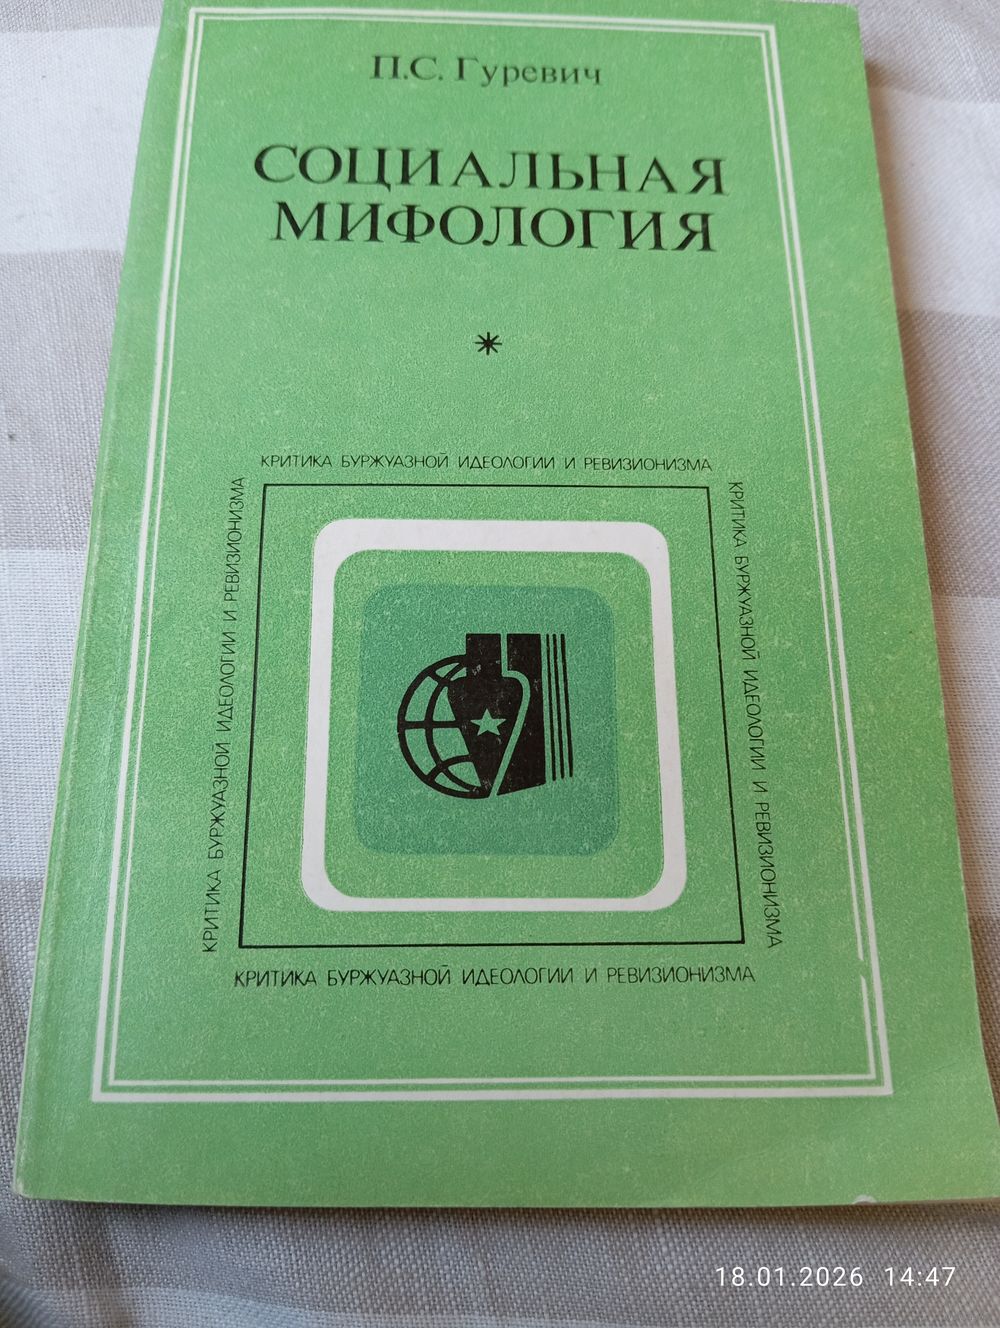 П.С. Гуревич
СОЦИАЛЬНАЯ
МИФОЛОГИЯ
КРИТИКА БУРЖУАЗНОЙ ИДЕОЛОГИИ И РЕВИЗИОНИЗМА
КРИТИКА БУРЖУАЗНОЙ ИДЕОЛОГИИ И РЕВИЗИОНИЗМА
КРИТИКА БУРЖУАЗНОЙ ИДЕОЛОГИИ И РЕВИЗИОНИЗМА
КРИТИКА БУРЖУАЗНОЙ ИДЕОЛОГИИ И РЕВИЗИОНИЗМА
18.01.2026 14:47